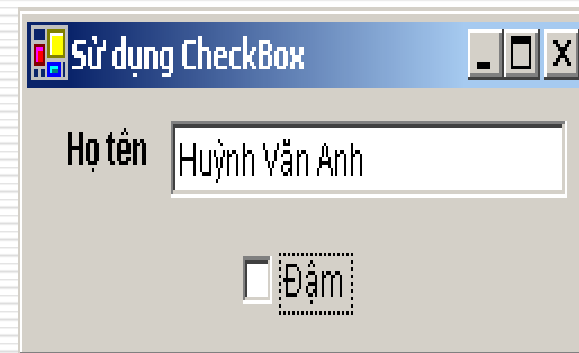 Sử dụng CheckBox
Họ tên Huỳnh Văn Anh
Đậm